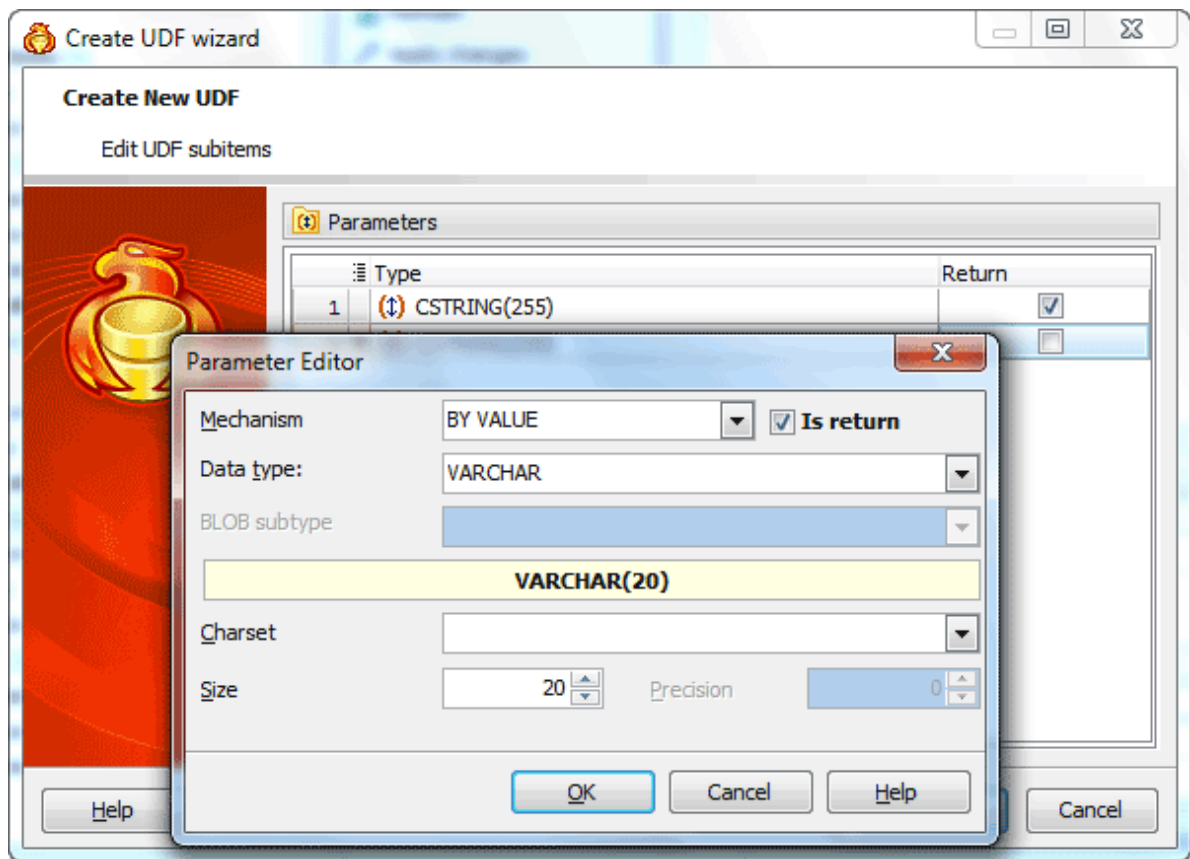 Create UDF wizard
Create New UDF
Edit UDF subitems
Parameters
Type Return
1 CSTRING(255)
Parameter Editor
Mechanism BY VALUE Is return
Data type: VARCHAR
BLOB subtype
VARCHAR(20)
Charset
Size 20 Precision 0
OK Cancel Help
Help Cancel